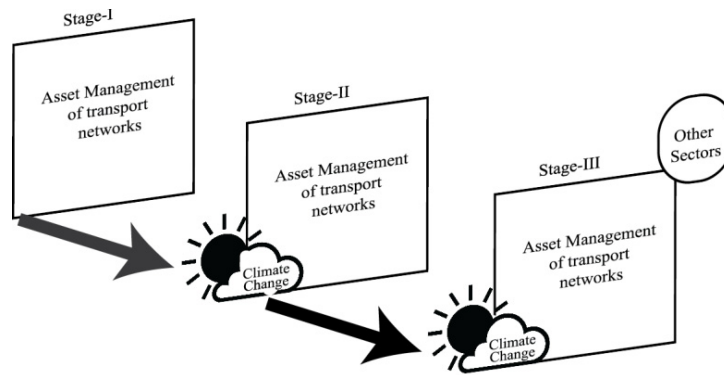 Stage-I
Asset Management
of transport
networks
Stage-II
Asset Management
of transport
networks
Climate
Change
Stage-III
Asset Management
of transport
networks
Other
Sectors
Climate
Change